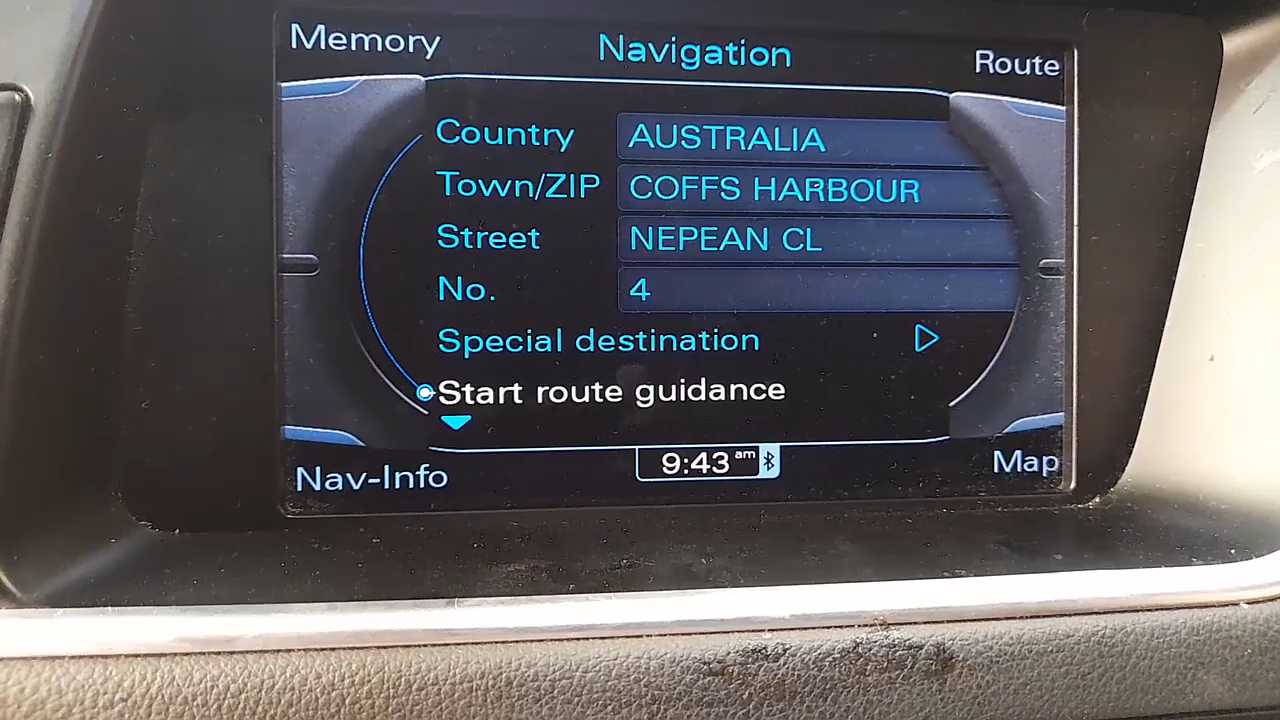 Memory
Navigation
Route
Country AUSTRALIA
Town/ZIP COFFS HARBOUR
Street NEPEAN CL
No. 4
Special destination
Start route guidance
Nav-Info
9:43 am
Map